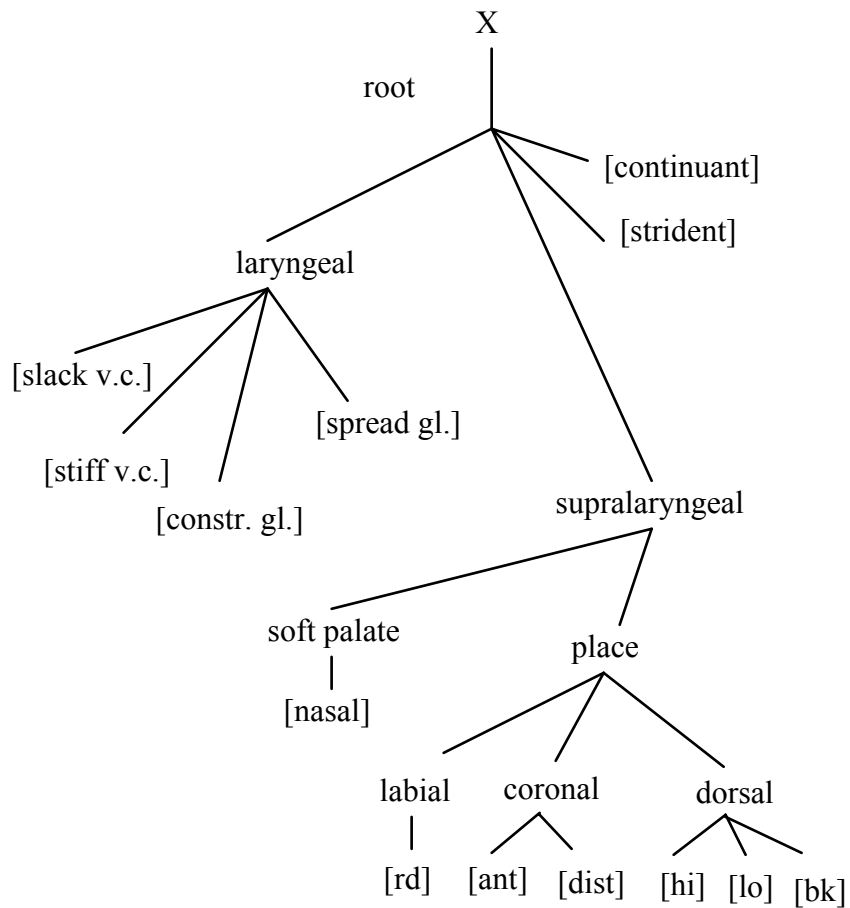 X
root
[continuant]
[strident]
laryngeal
[slack v.c.]
[spread gl.]
[stiff v.c.]
[constr. gl.]
supralaryngeal
soft palate
place
[nasal]
labial coronal dorsal
[rd] [ant] [dist] [hi] [lo] [bk]